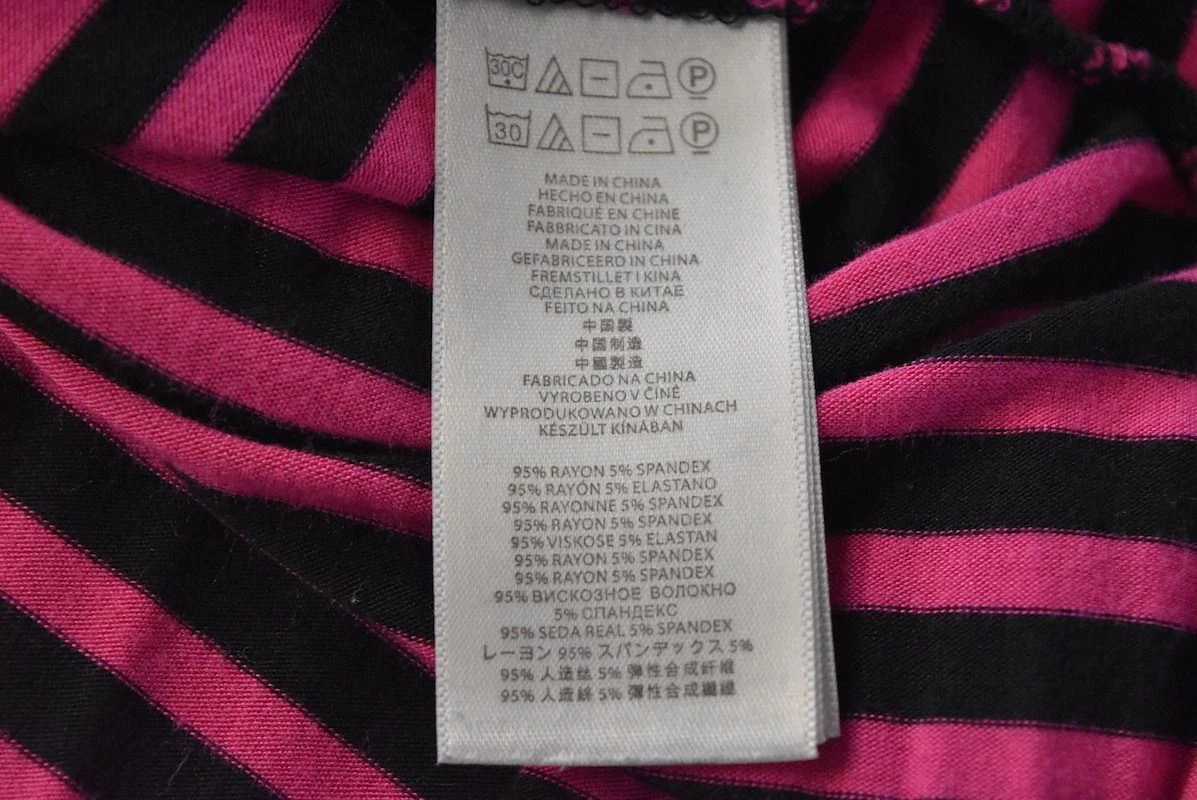 30C P
30 P
MADE IN CHINA
HECHO EN CHINA
FABRIQUÉ EN CHINE
FABBRICATO IN CINA
MADE IN CHINA
GEFABRICEERD IN CHINA
FREMSTILLET I KINA
СДЕЛАНО В КИТАЕ
FEITO NA CHINA
中国製
中国制造
中國製造
FABRICADO NA CHINA
VYROBENO V ČÍNĚ
WYPRODUKOWANO W CHINACH
KÉSZÜLT KÍNÁBAN
95% RAYON 5% SPANDEX
95% RAYÓN 5% ELASTANO
95% RAYONNE 5% SPANDEX
95% RAYON 5% SPANDEX
95% VISKOSE 5% ELASTAN
95% RAYON 5% SPANDEX
95% RAYON 5% SPANDEX
95% ВИСКОЗНОЕ ВОЛОКНО
5% СПАНДЕКС
95% SEDA REAL 5% SPANDEX
レーヨン 95% スパンデックス 5%
95% 人造丝 5% 弹性合成纤维
95% 人造絲 5% 彈性合成纖維